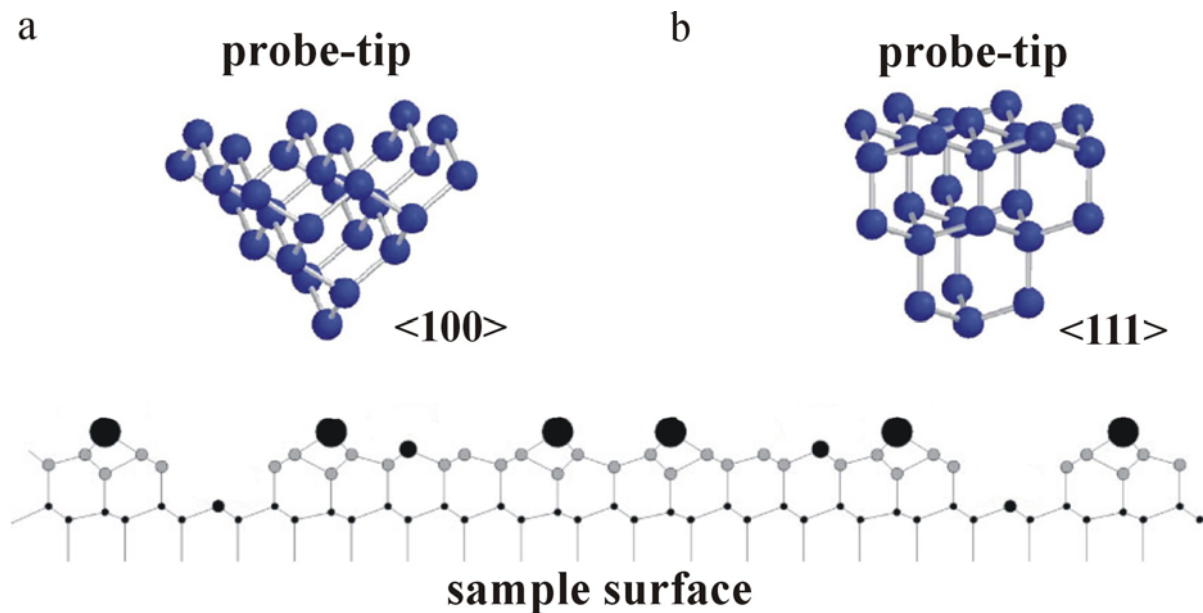 a
probe-tip
<100>
b
probe-tip
<111>
sample surface